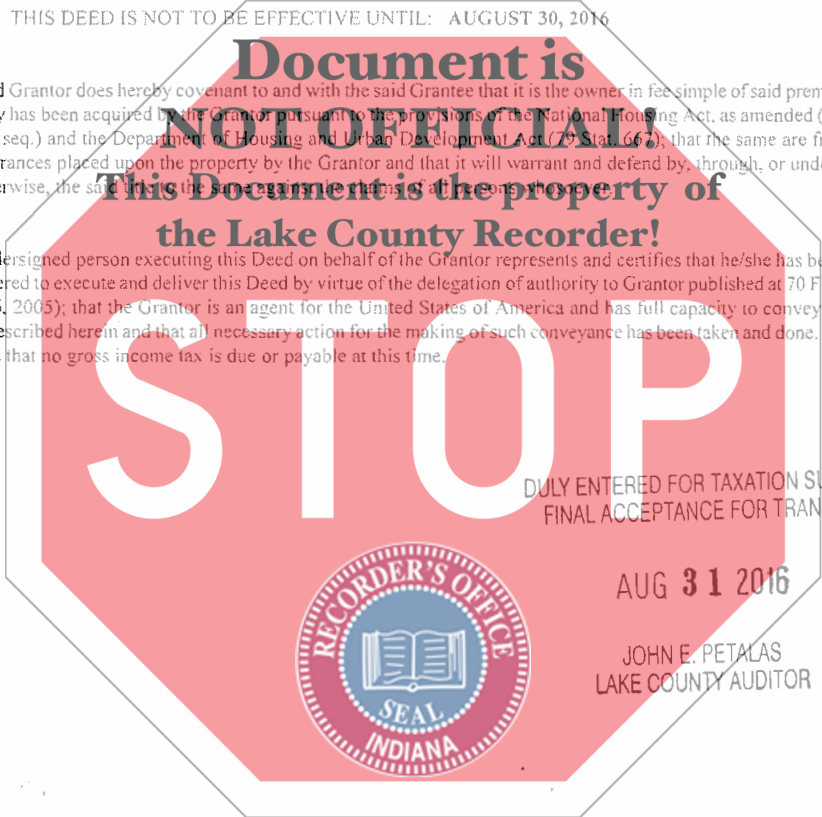 THIS DEED IS NOT TO BE EFFECTIVE UNTIL: AUGUST 30, 2016
Document is
Grantor does hereby covenant to and with the said Grantee that it is the owner in fee simple of said prem
has been acquired by the Grantor pursuant to the provisions of the National Housing Act, as amended (
NOT OFFICIAL!
seq.) and the Department of Housing and Urban Development Act (79 Stat. 667); that the same are fr
rances placed upon the property by the Grantor and that it will warrant and defend by, through, or unde
rwise, the said title to the same against the claims of all persons whosoever.
This Document is the property of
the Lake County Recorder!
dersigned person executing this Deed on behalf of the Grantor represents and certifies that he/she has be
red to execute and deliver this Deed by virtue of the delegation of authority to Grantor published at 70 F
, 2005); that the Grantor is an agent for the United States of America and has full capacity to convey
scribed herein and that all necessary action for the making of such conveyance has been taken and done.
that no gross income tax is due or payable at this time.
STOP
DULY ENTERED FOR TAXATION SU
FINAL ACCEPTANCE FOR TRAN
AUG 31 2016
JOHN E. PETALAS
LAKE COUNTY AUDITOR
RECORDER'S OFFICE
SEAL
INDIANA